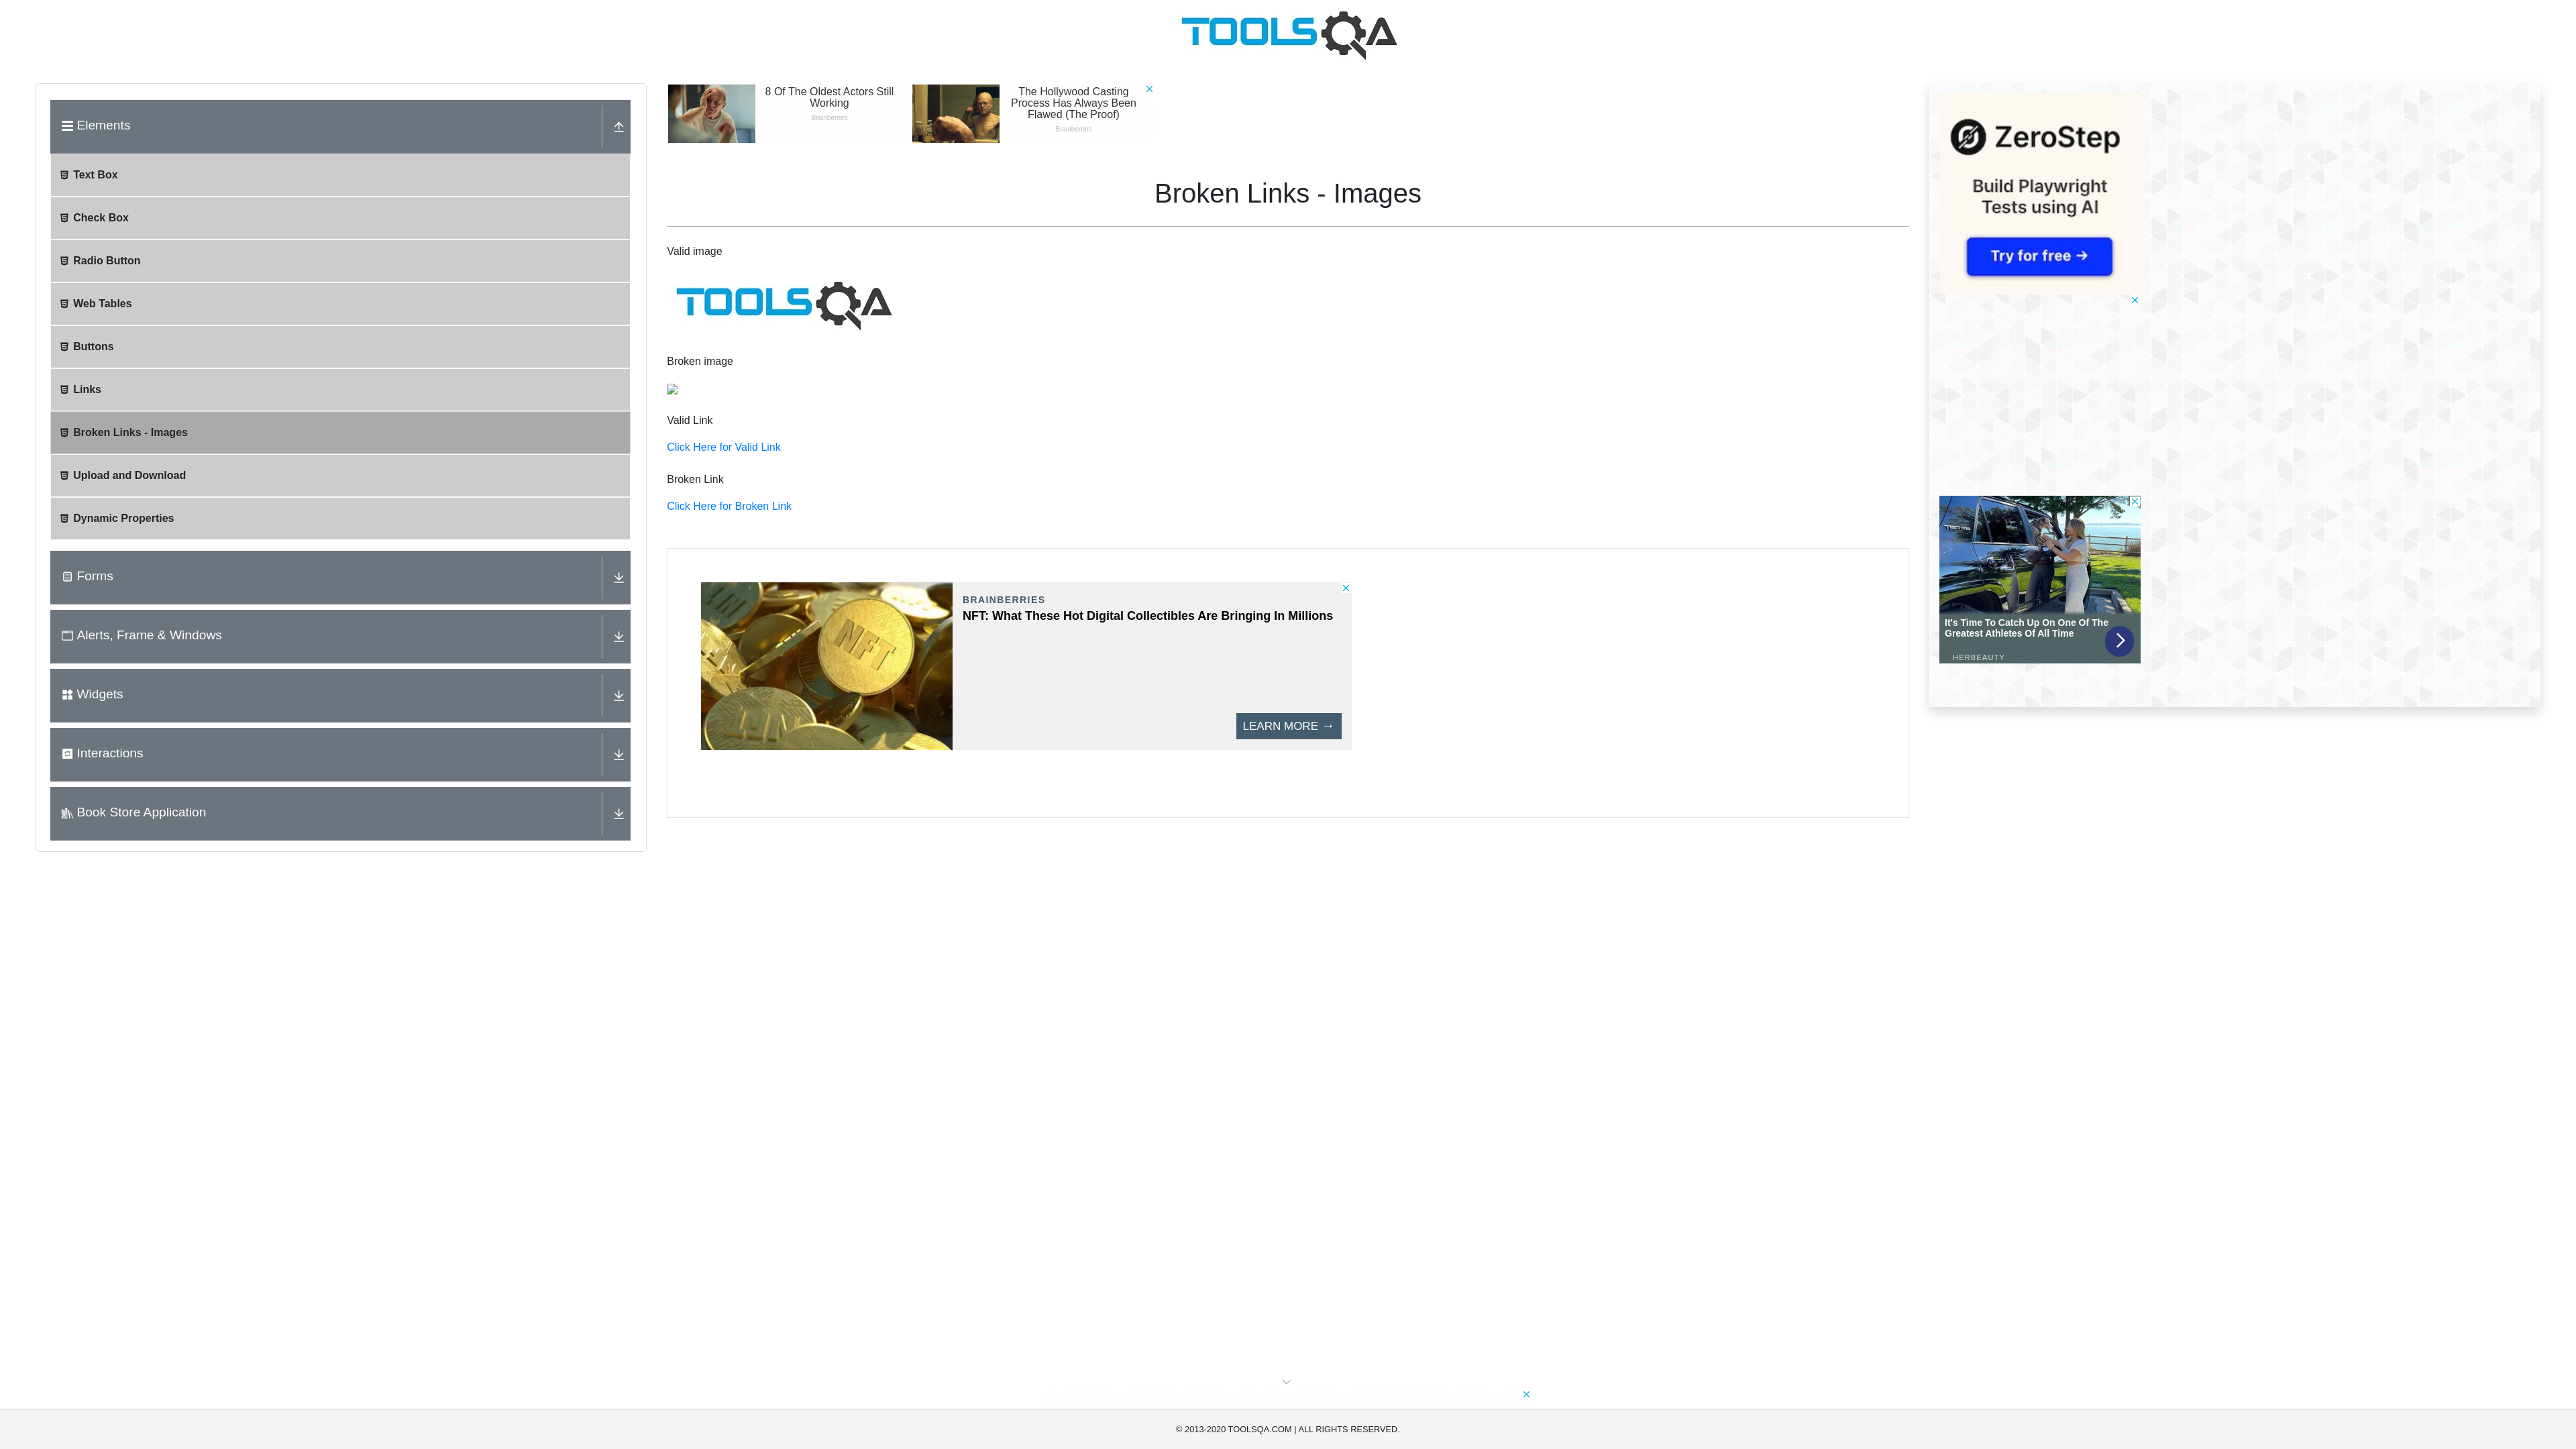 TOOLSQA
Elements
Text Box
Check Box
Radio Button
Web Tables
Buttons
Links
Broken Links - Images
Upload and Download
Dynamic Properties
Forms
Alerts, Frame & Windows
Widgets
Interactions
Book Store Application
8 Of The Oldest Actors Still
Working
Brainberries
The Hollywood Casting
Process Has Always Been
Flawed (The Proof)
Brainberries
Broken Links - Images
Valid image
TOOLSQA
Broken image
Valid Link
Click Here for Valid Link
Broken Link
Click Here for Broken Link
NFT
BRAINBERRIES
NFT: What These Hot Digital Collectibles Are Bringing In Millions
LEARN MORE →
ZeroStep
Build Playwright
Tests using AI
Try for free →
It's Time To Catch Up On One Of The
Greatest Athletes Of All Time
HERBEAUTY
© 2013-2020 TOOLSQA.COM | ALL RIGHTS RESERVED.